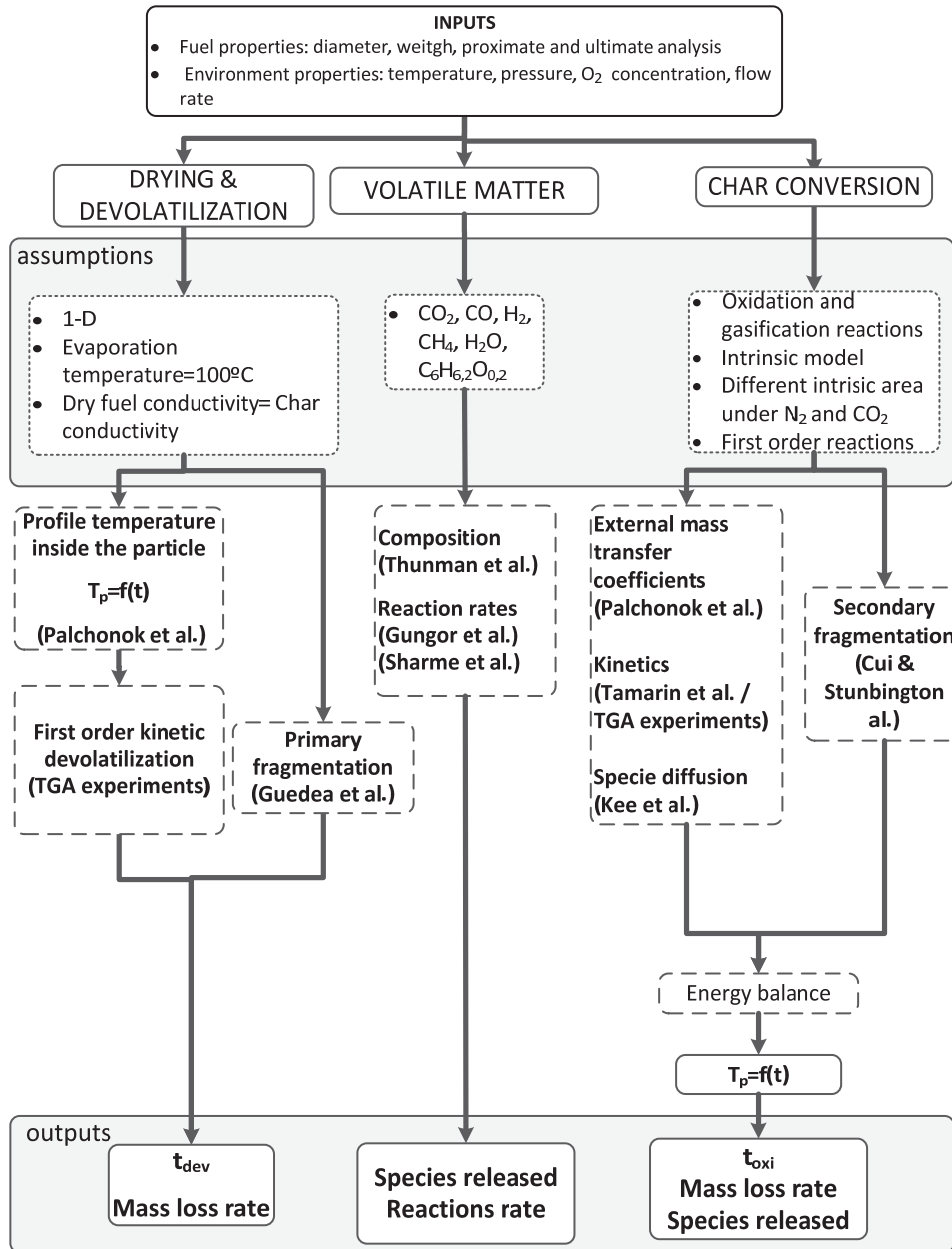 INPUTS
• Fuel properties: diameter, weitgh, proximate and ultimate analysis
• Environment properties: temperature, pressure, O₂ concentration, flow
rate
DRYING &
DEVOLATILIZATION
VOLATILE MATTER
CHAR CONVERSION
assumptions
• 1-D
• Evaporation
temperature=100ºC
• Dry fuel conductivity= Char
conductivity
• CO₂, CO, H₂,
CH₄, H₂O,
C₆H₆,₂O₀,₂
• Oxidation and
gasification reactions
• Intrinsic model
• Different intrisic area
under N₂ and CO₂
• First order reactions
Profile temperature
inside the particle
Tₚ=f(t)
(Palchonok et al.)
First order kinetic
devolatilization
(TGA experiments)
Primary
fragmentation
(Guedea et al.)
Composition
(Thunman et al.)
Reaction rates
(Gungor et al.)
(Sharme et al.)
External mass
transfer
coefficients
(Palchonok et al.)
Kinetics
(Tamarin et al. /
TGA experiments)
Specie diffusion
(Kee et al.)
Secondary
fragmentation
(Cui &
Stunbington
al.)
Energy balance
Tₚ=f(t)
outputs
t_dev
Mass loss rate
Species released
Reactions rate
t_oxi
Mass loss rate
Species released